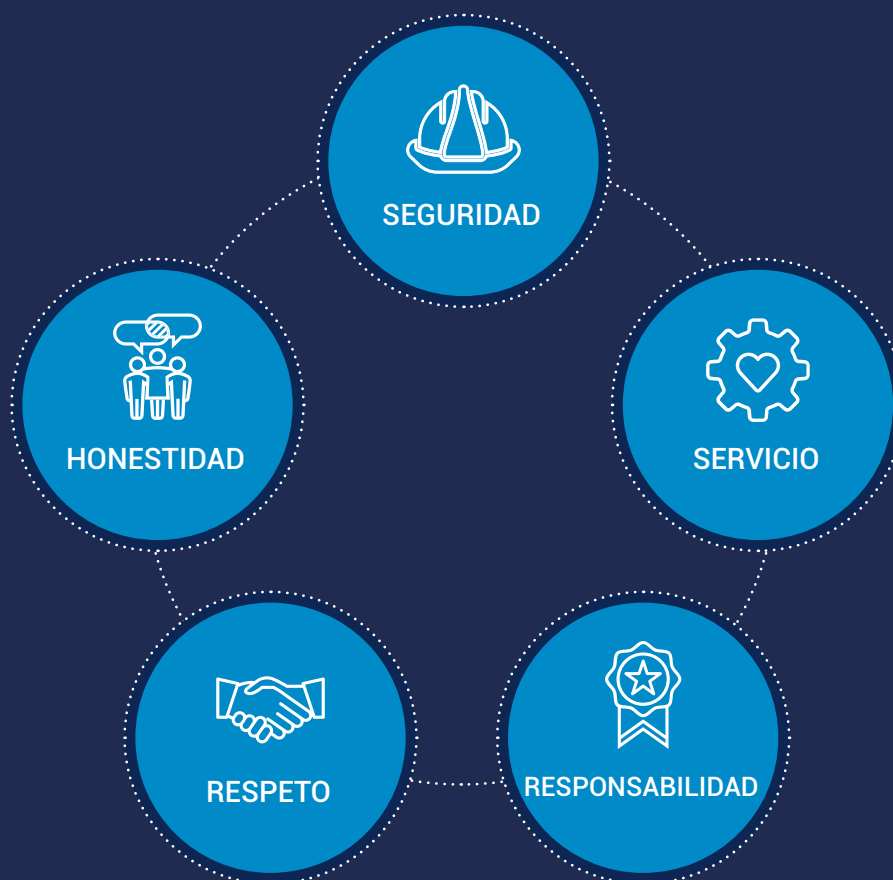 SEGURIDAD
HONESTIDAD
SERVICIO
RESPETO
RESPONSABILIDAD